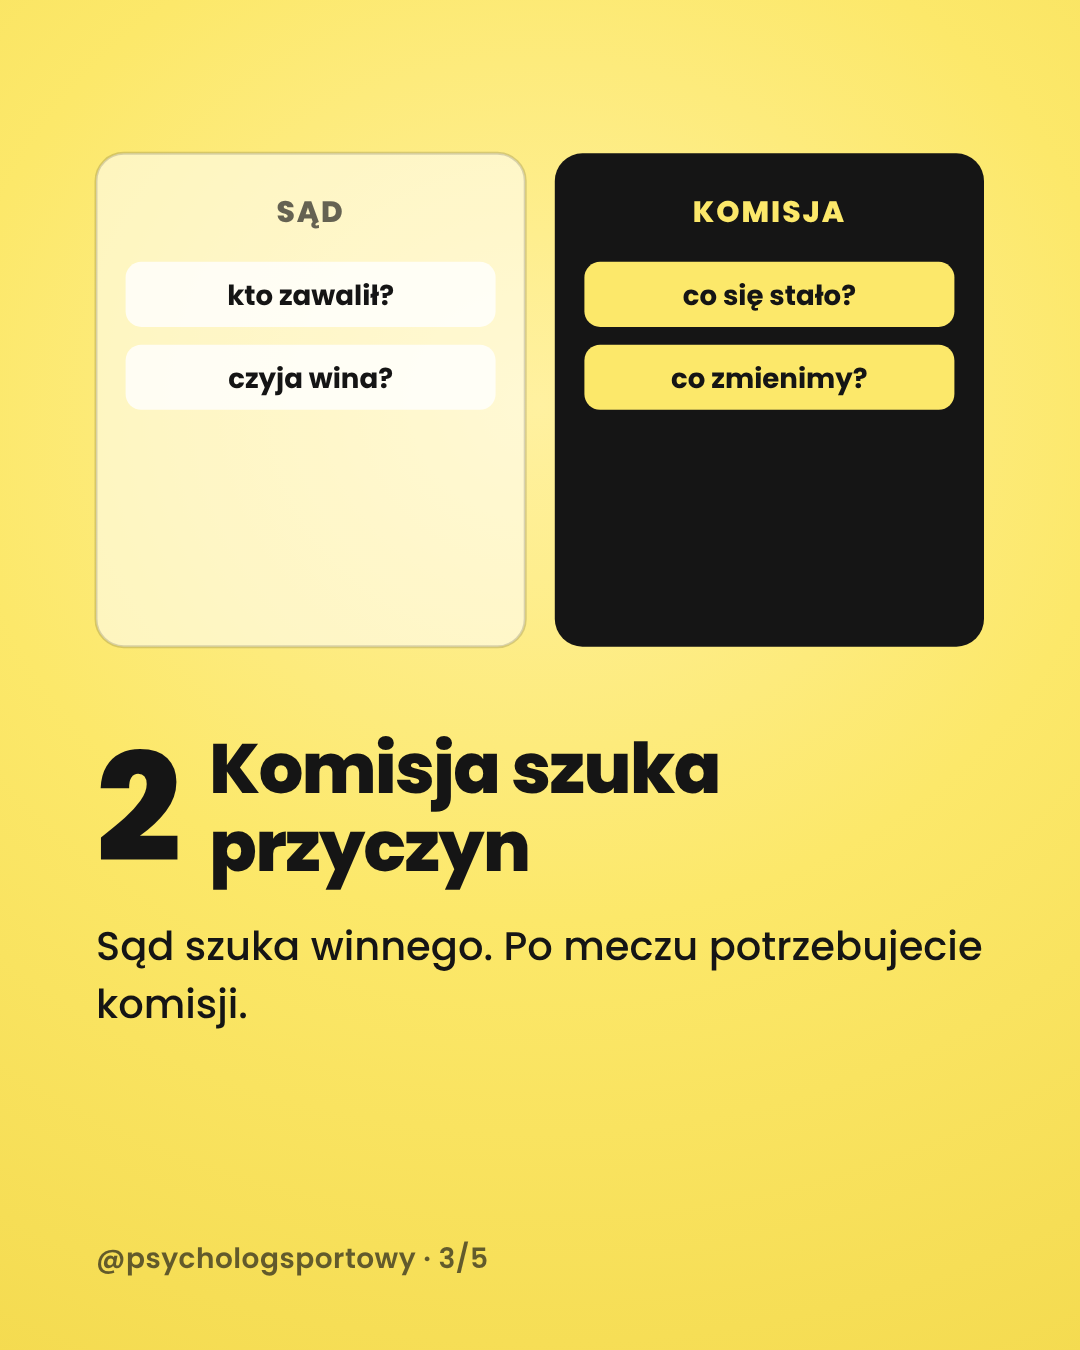 SĄD
kto zawalił?
czyja wina?
KOMISJA
co się stało?
co zmienimy?
2
Komisja szuka
przyczyn
Sąd szuka winnego. Po meczu potrzebujecie
komisji.
@psychologsportowy · 3/5